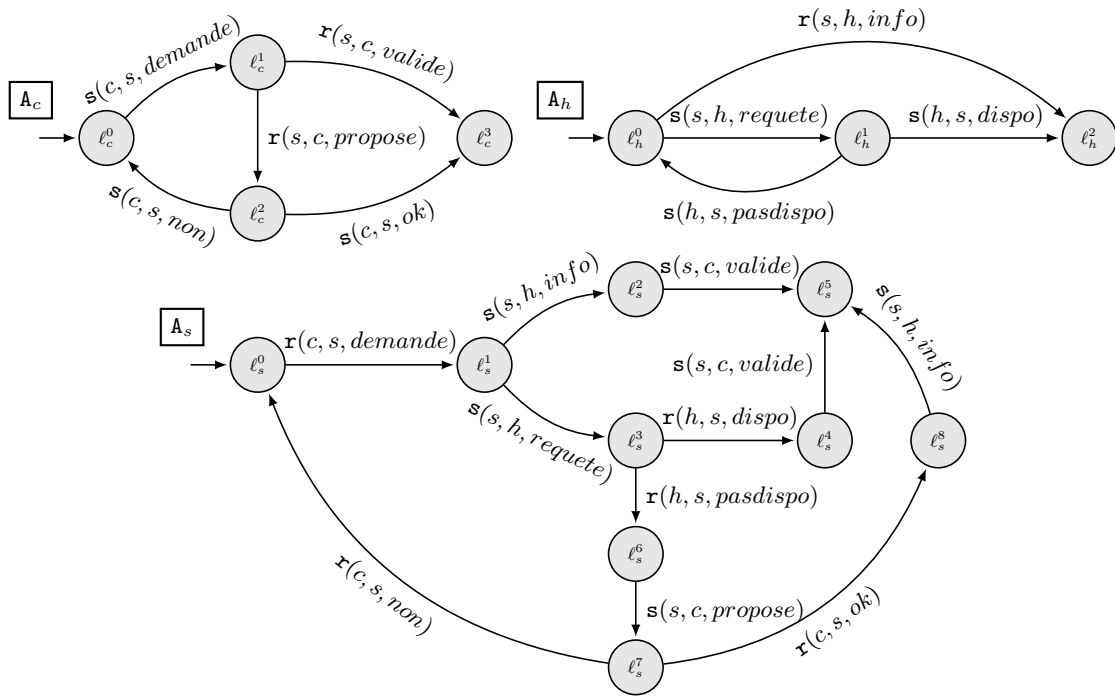 A_c
s(c, s, demande)
ℓ_c^1
r(s, c, valide)
ℓ_c^0
r(s, c, propose)
ℓ_c^3
s(c, s, non)
ℓ_c^2
s(c, s, ok)
r(s, h, info)
A_h
ℓ_h^0
s(s, h, requete)
ℓ_h^1
s(h, s, dispo)
ℓ_h^2
s(h, s, pasdispo)
A_s
ℓ_s^0
r(c, s, demande)
ℓ_s^1
s(s, h, info)
ℓ_s^2
s(s, c, valide)
ℓ_s^5
s(s, h, info)
s(s, c, valide)
s(s, h, requete)
ℓ_s^3
r(h, s, dispo)
ℓ_s^4
ℓ_s^8
r(h, s, pasdispo)
ℓ_s^6
r(c, s, non)
s(s, c, propose)
r(c, s, ok)
ℓ_s^7